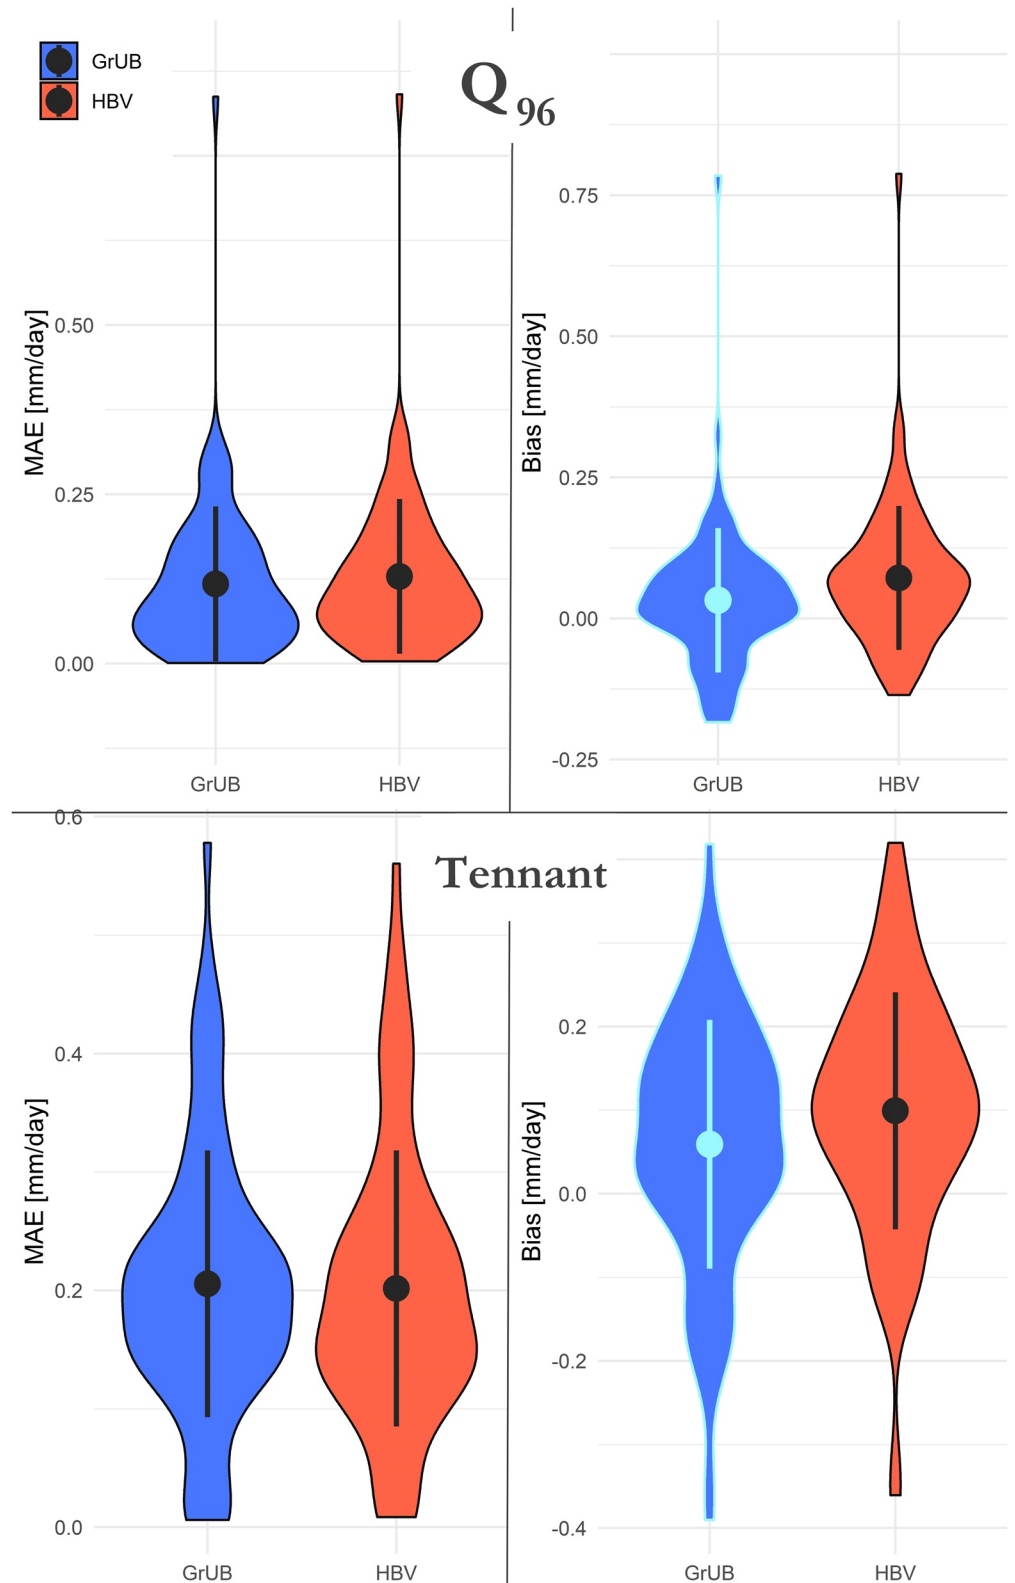 GrUB
HBV
Q 96
MAE [mm/day]
0.50
0.25
0.00
GrUB HBV
Bias [mm/day]
0.75
0.50
0.25
0.00
-0.25
GrUB HBV
Tennant
MAE [mm/day]
0.6
0.4
0.2
0.0
GrUB HBV
Bias [mm/day]
0.2
0.0
-0.2
-0.4
GrUB HBV